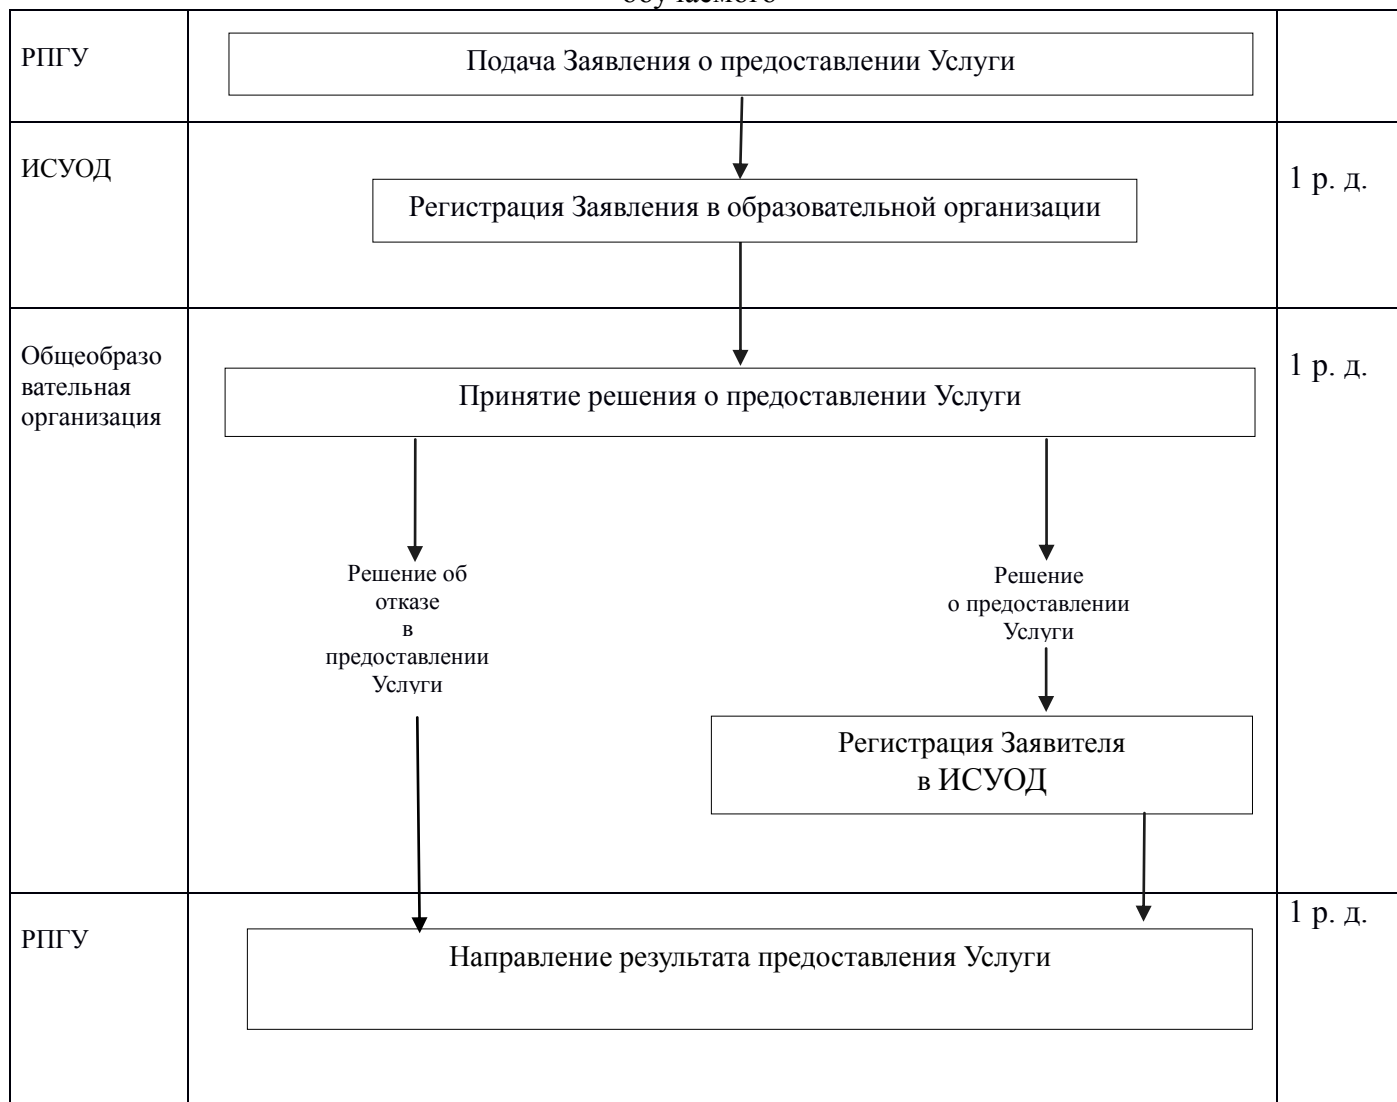 обучаемого
РПГУ
Подача Заявления о предоставлении Услуги
ИСУОД
Регистрация Заявления в образовательной организации
1 р. д.
Общеобразо
вательная
организация
Принятие решения о предоставлении Услуги
1 р. д.
Решение об
отказе
в
предоставлении
Услуги
Решение
о предоставлении
Услуги
Регистрация Заявителя
в ИСУОД
РПГУ
Направление результата предоставления Услуги
1 р. д.